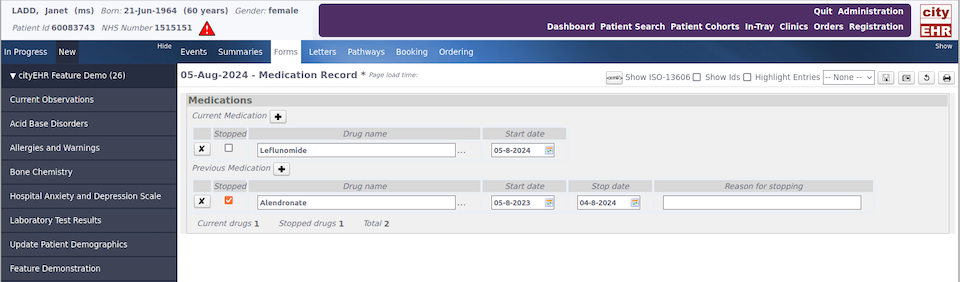 LADD, Janet (ms) Born: 21-Jun-1964 (60 years) Gender: female
Patient Id 60083743 NHS Number 1515151
Quit Administration
Dashboard Patient Search Patient Cohorts In-Tray Clinics Orders Registration
city
EHR
In Progress New Hide Events Summaries Forms Letters Pathways Booking Ordering Show
▼ cityEHR Feature Demo (26)
Current Observations
Acid Base Disorders
Allergies and Warnings
Bone Chemistry
Hospital Anxiety and Depression Scale
Laboratory Test Results
Update Patient Demographics
Feature Demonstration
05-Aug-2024 - Medication Record * Page load time:
Show ISO-13606 Show Ids Highlight Entries -- None --
Medications
Current Medication
Stopped Drug name Start date
Leflunomide ... 05-8-2024
Previous Medication
Stopped Drug name Start date Stop date Reason for stopping
Alendronate ... 05-8-2023 04-8-2024
Current drugs 1 Stopped drugs 1 Total 2